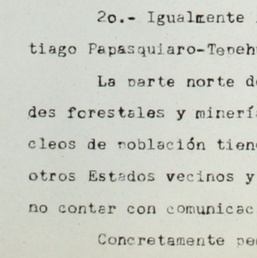 2o.- Igualmente
tiago Papasquiaro-Tepeh
La parte norte d
des forestales y minerí
cleos de población tien
otros Estados vecinos y
no contar con comunicac
Concretamente pe